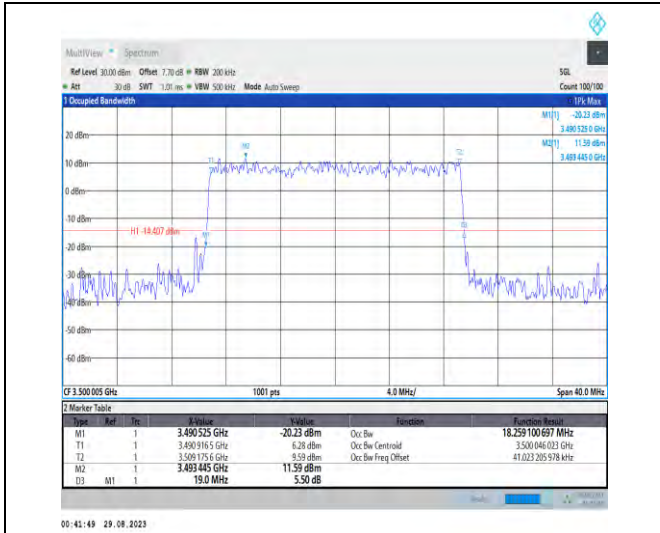 MultiView Spectrum
Ref Level 30.00 dBm Offset 7.70 dB RBW 200 kHz SGL
Att 30 dB SWT 1.01 ms VBW 500 kHz Mode Auto Sweep Count 100/100
1 Occupied Bandwidth 1Pk Max
M1[1] -20.23 dBm
3.490 525 0 GHz
M2[1] 11.59 dBm
3.493 445 0 GHz
20 dBm
M2
T1
T2
10 dBm
0 dBm
-10 dBm
H1 -14.407 dBm
M1
D3
-20 dBm
-30 dBm
-40 dBm
-50 dBm
-60 dBm
CF 3.500 005 GHz 1001 pts 4.0 MHz/ Span 40.0 MHz
2 Marker Table
Type Ref Trc X-Value Y-Value Function Function Result
M1 1 3.490 525 GHz -20.23 dBm Occ Bw 18.259 100 697 MHz
T1 1 3.490 916 5 GHz 6.28 dBm Occ Bw Centroid 3.500 046 023 GHz
T2 1 3.509 175 6 GHz 9.59 dBm Occ Bw Freq Offset 41.023 205 978 kHz
M2 1 3.493 445 GHz 11.59 dBm
D3 M1 1 19.0 MHz 5.50 dB
00:41:49 29.08.2023